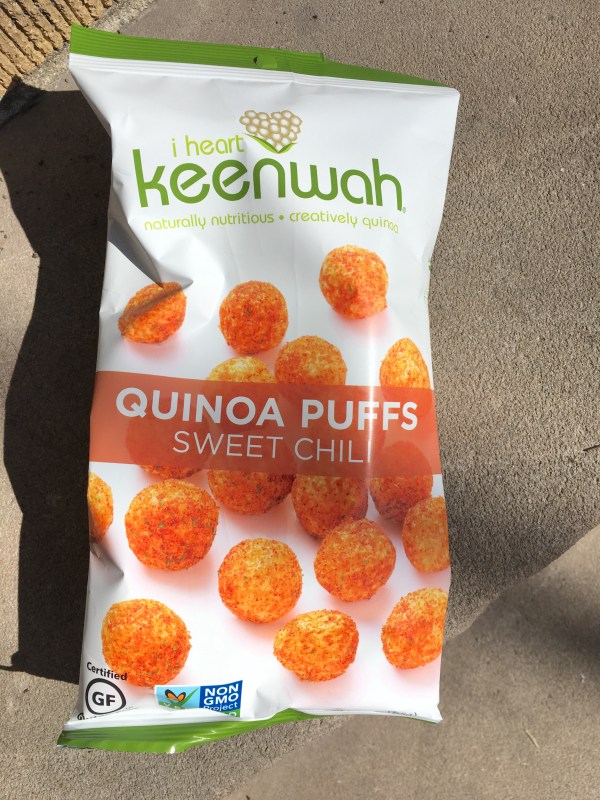 i heart
keenwah
naturally nutritious • creatively quinoa
QUINOA PUFFS
SWEET CHILI
Certified
GF
NON
GMO
Project